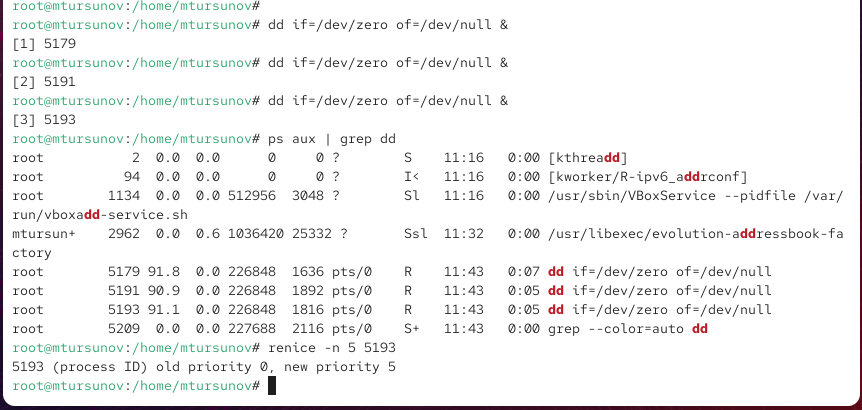 root@mtursunov:/home/mtursunov#
root@mtursunov:/home/mtursunov# dd if=/dev/zero of=/dev/null &
[1] 5179
root@mtursunov:/home/mtursunov# dd if=/dev/zero of=/dev/null &
[2] 5191
root@mtursunov:/home/mtursunov# dd if=/dev/zero of=/dev/null &
[3] 5193
root@mtursunov:/home/mtursunov# ps aux | grep dd
root           2  0.0  0.0      0     0 ?        S    11:16   0:00 [kthreadd]
root          94  0.0  0.0      0     0 ?        I<   11:16   0:00 [kworker/R-ipv6_addrconf]
root        1134  0.0  0.0 512956  3048 ?        Sl   11:16   0:00 /usr/sbin/VBoxService --pidfile /var/
run/vboxadd-service.sh
mtursun+    2962  0.0  0.6 1036420 25332 ?       Ssl  11:32   0:00 /usr/libexec/evolution-addressbook-fa
ctory
root        5179 91.8  0.0 226848  1636 pts/0    R    11:43   0:07 dd if=/dev/zero of=/dev/null
root        5191 90.9  0.0 226848  1892 pts/0    R    11:43   0:05 dd if=/dev/zero of=/dev/null
root        5193 91.1  0.0 226848  1816 pts/0    R    11:43   0:05 dd if=/dev/zero of=/dev/null
root        5209  0.0  0.0 227688  2116 pts/0    S+   11:43   0:00 grep --color=auto dd
root@mtursunov:/home/mtursunov# renice -n 5 5193
5193 (process ID) old priority 0, new priority 5
root@mtursunov:/home/mtursunov#